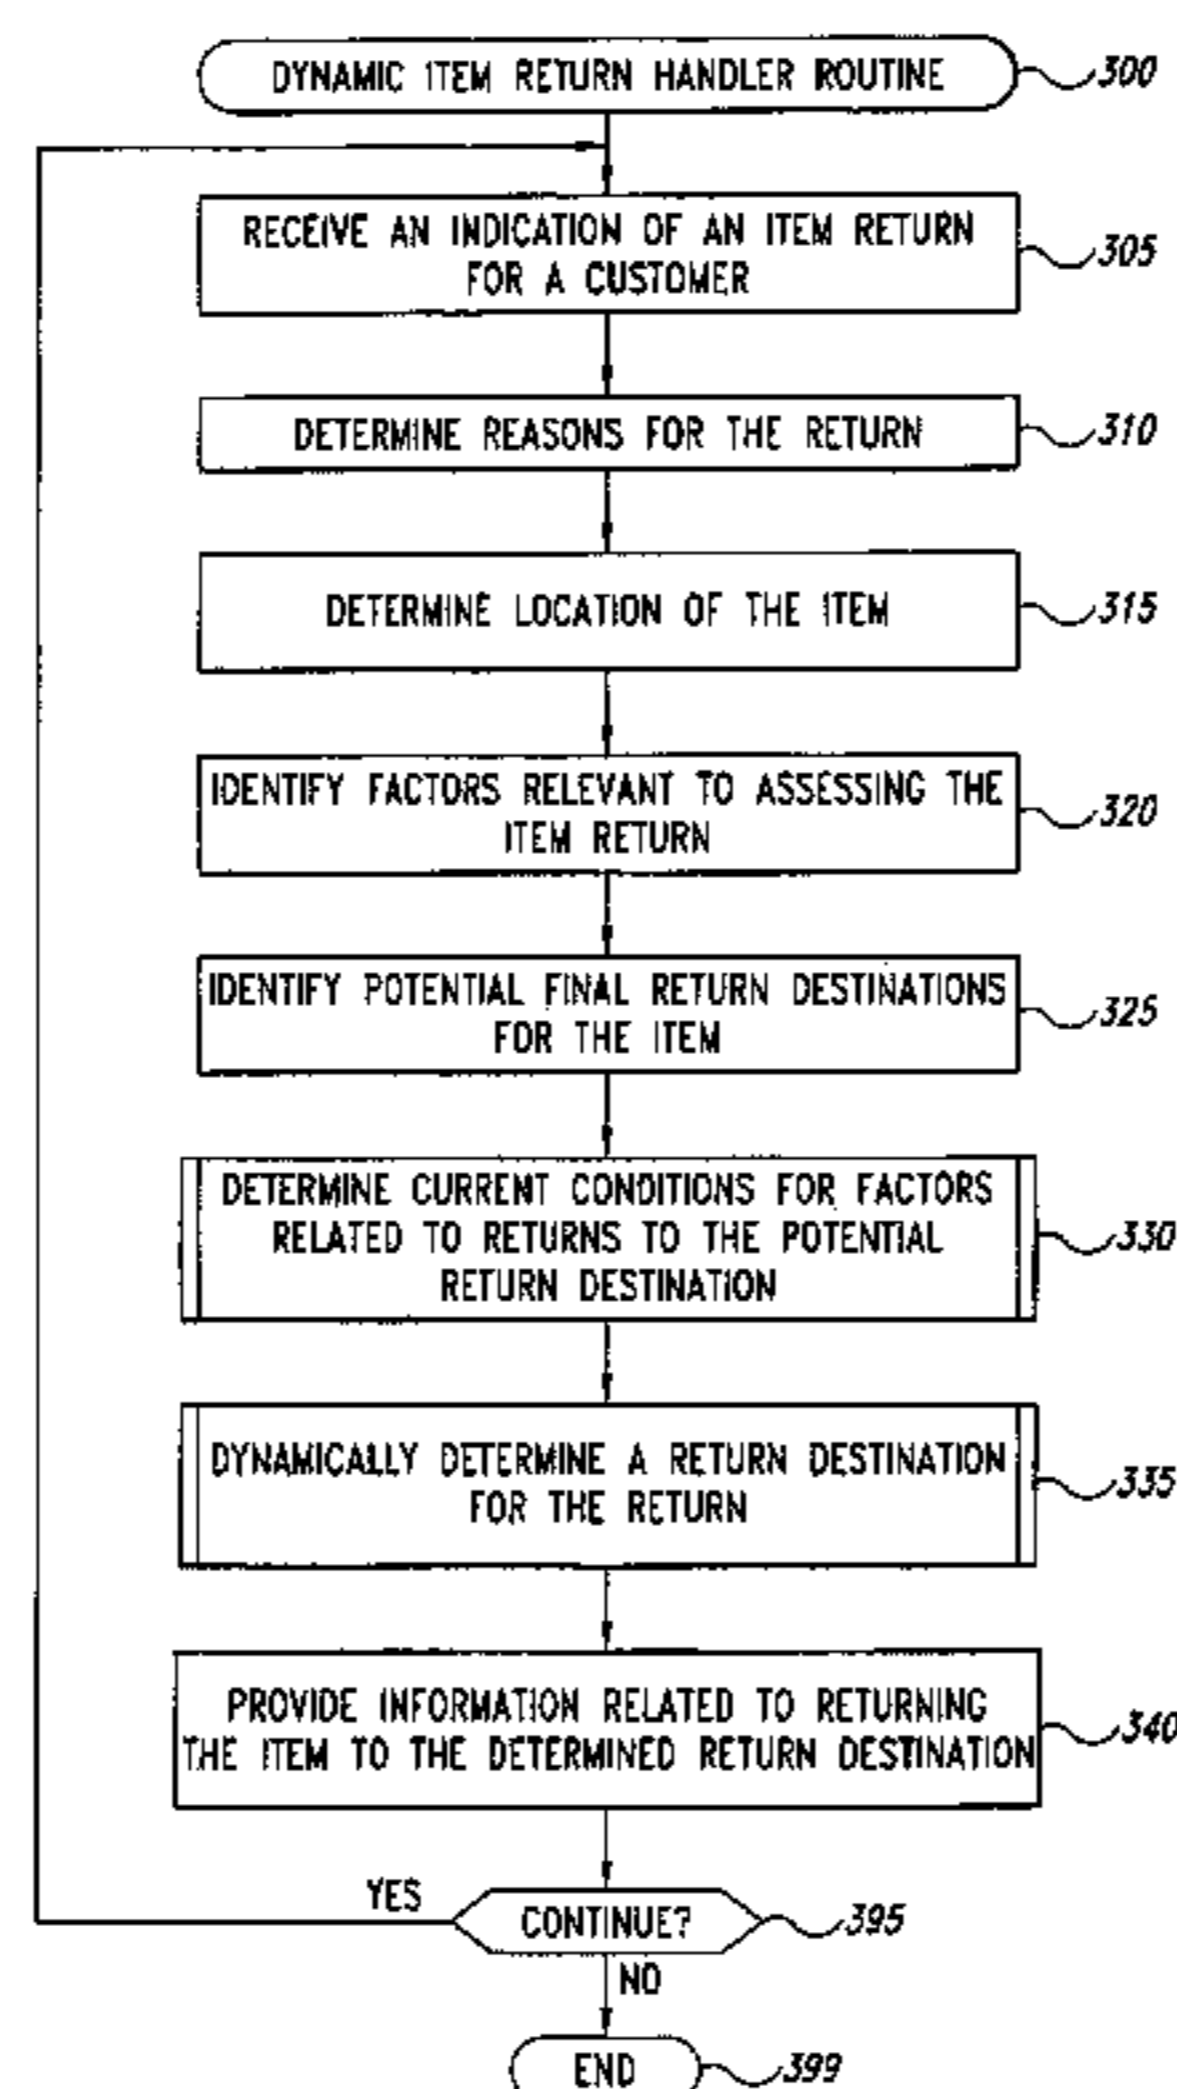 DYNAMIC ITEM RETURN HANDLER ROUTINE
300
RECEIVE AN INDICATION OF AN ITEM RETURN
FOR A CUSTOMER
305
DETERMINE REASONS FOR THE RETURN
310
DETERMINE LOCATION OF THE ITEM
315
IDENTIFY FACTORS RELEVANT TO ASSESSING THE
ITEM RETURN
320
IDENTIFY POTENTIAL FINAL RETURN DESTINATIONS
FOR THE ITEM
325
DETERMINE CURRENT CONDITIONS FOR FACTORS
RELATED TO RETURNS TO THE POTENTIAL
RETURN DESTINATION
330
DYNAMICALLY DETERMINE A RETURN DESTINATION
FOR THE RETURN
335
PROVIDE INFORMATION RELATED TO RETURNING
THE ITEM TO THE DETERMINED RETURN DESTINATION
340
YES
CONTINUE?
395
NO
END
399